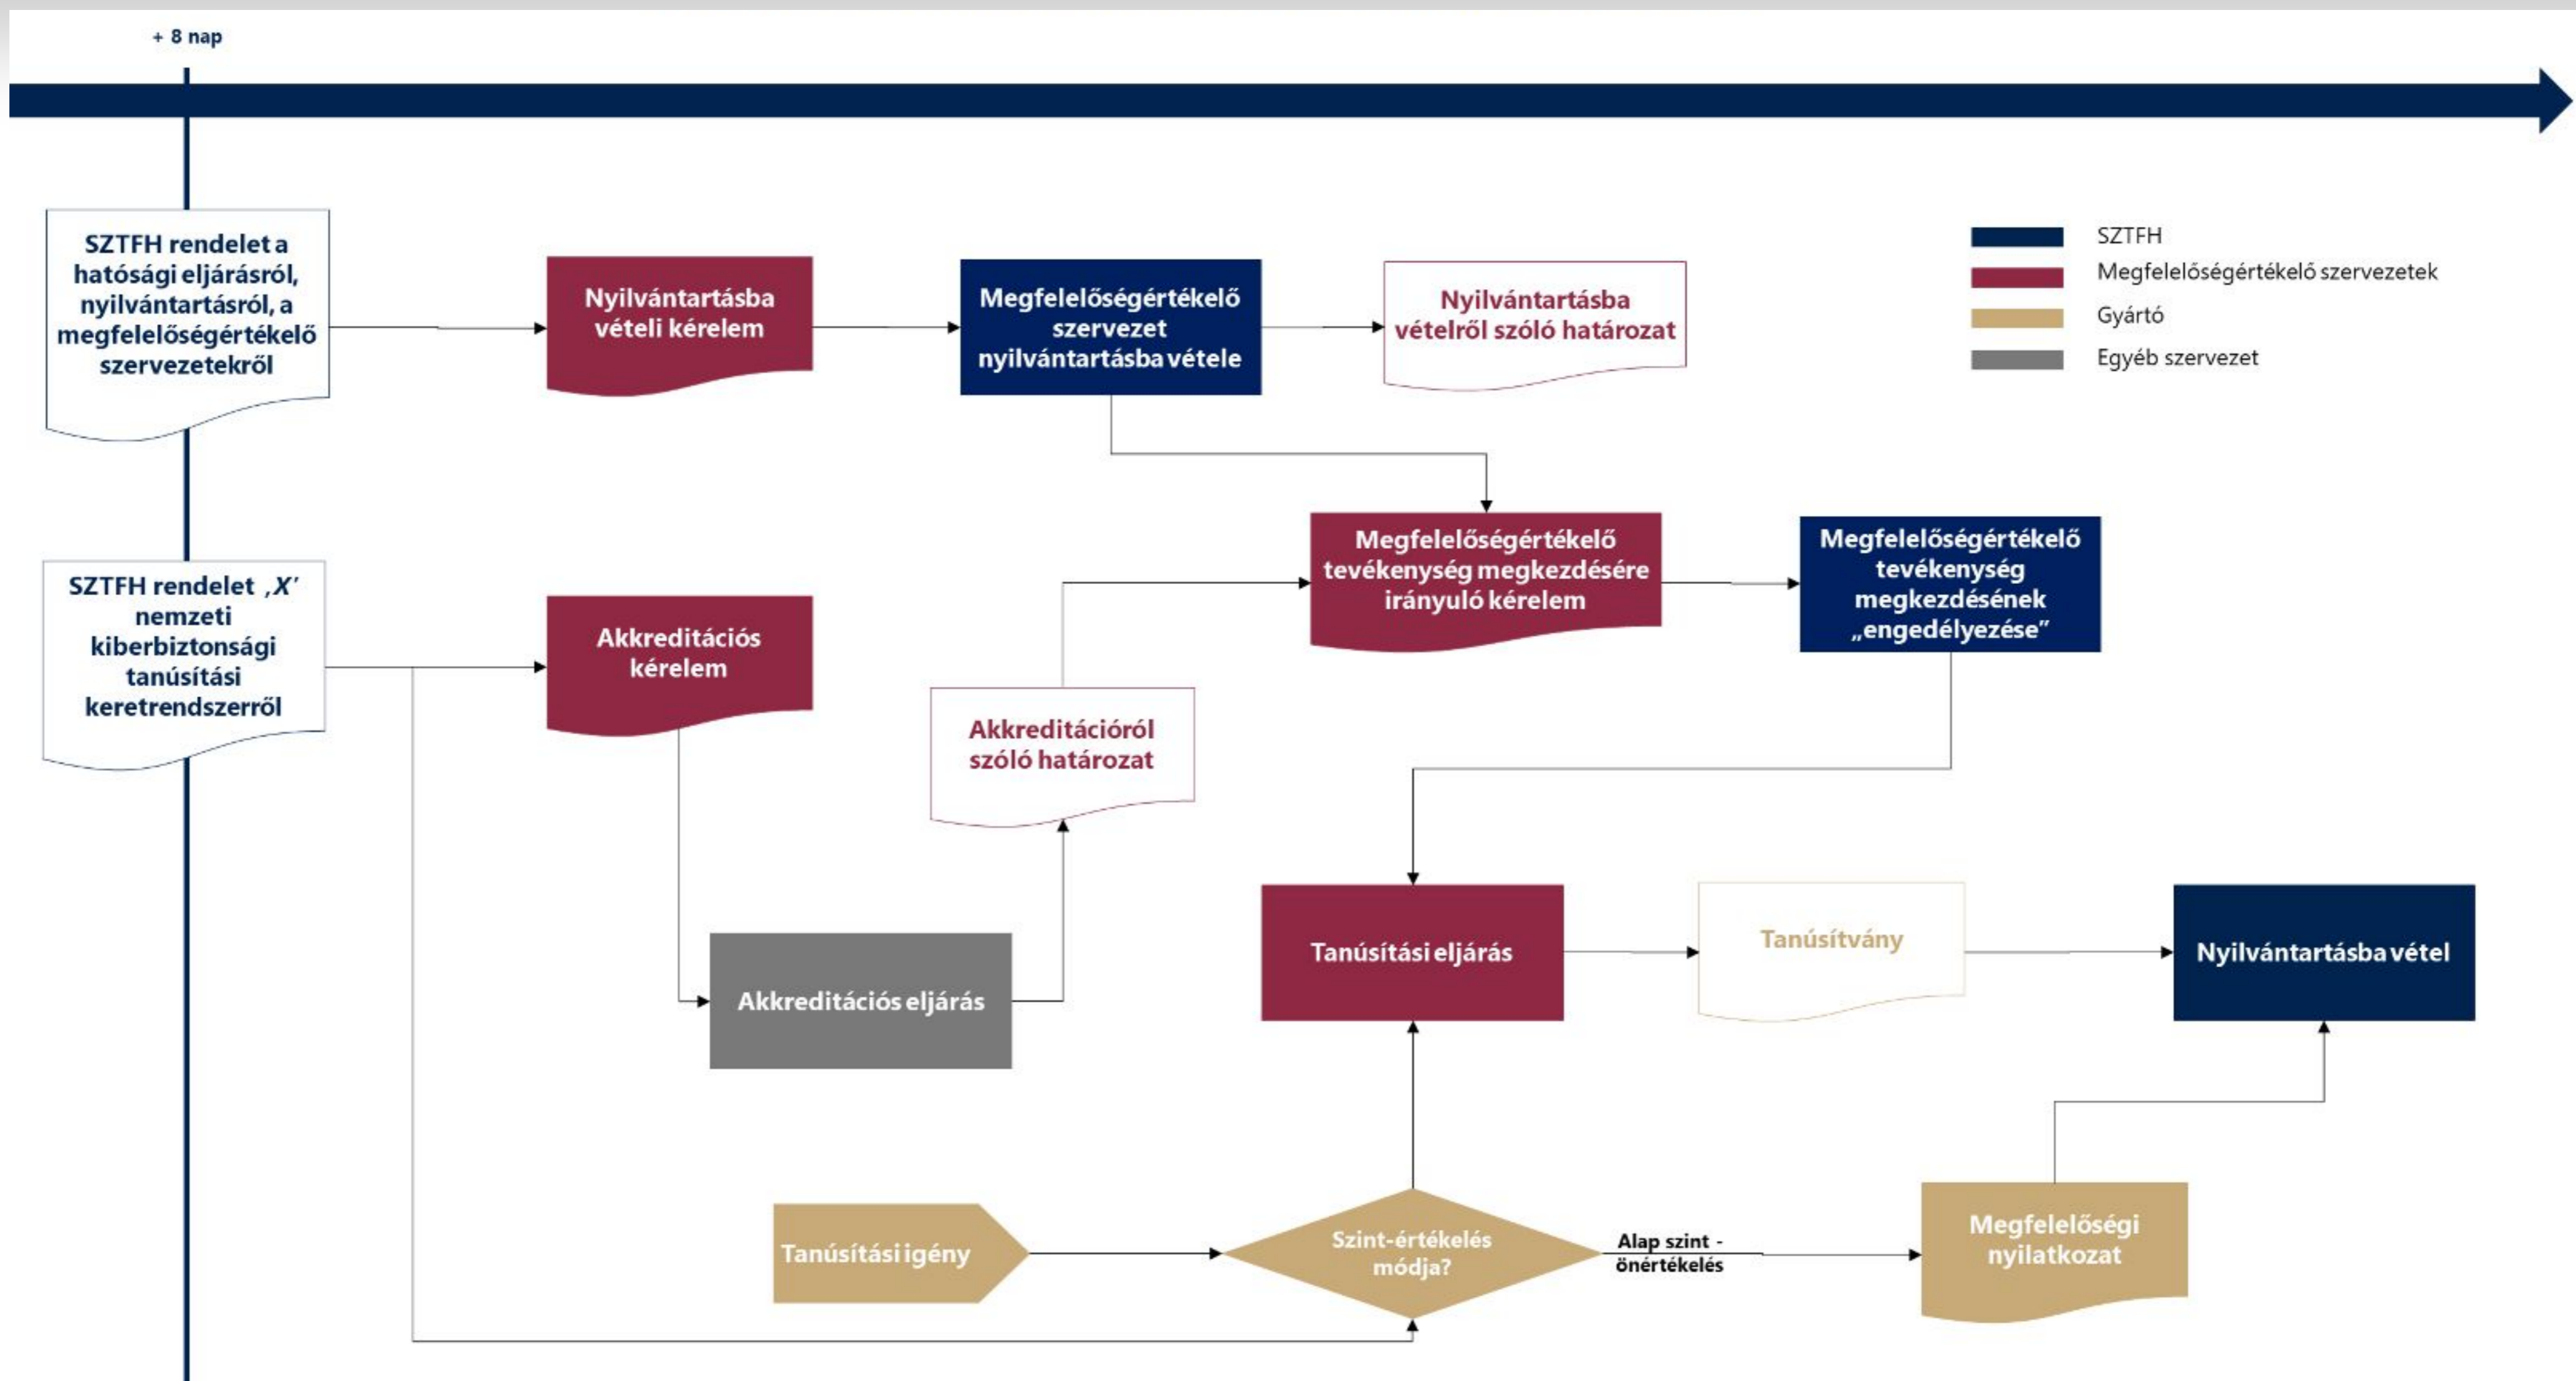 + 8 nap
SZTFH rendelet a
hatósági eljárásról,
nyilvántartásról, a
megfelelőségértékelő
szervezetekről
Nyilvántartásba
vételi kérelem
Megfelelőségértékelő
szervezet
nyilvántartásba vétele
Nyilvántartásba
vételről szóló határozat
SZTFH
Megfelelőségértékelő szervezetek
Gyártó
Egyéb szervezet
SZTFH rendelet ‚X’
nemzeti
kiberbiztonsági
tanúsítási
keretrendszerről
Akkreditációs
kérelem
Akkreditációról
szóló határozat
Megfelelőségértékelő
tevékenység megkezdésére
irányuló kérelem
Megfelelőségértékelő
tevékenység
megkezdésének
„engedélyezése”
Akkreditációs eljárás
Tanúsítási eljárás
Tanúsítvány
Nyilvántartásba vétel
Tanúsítási igény
Szint-értékelés
módja?
Alap szint -
önértékelés
Megfelelőségi
nyilatkozat